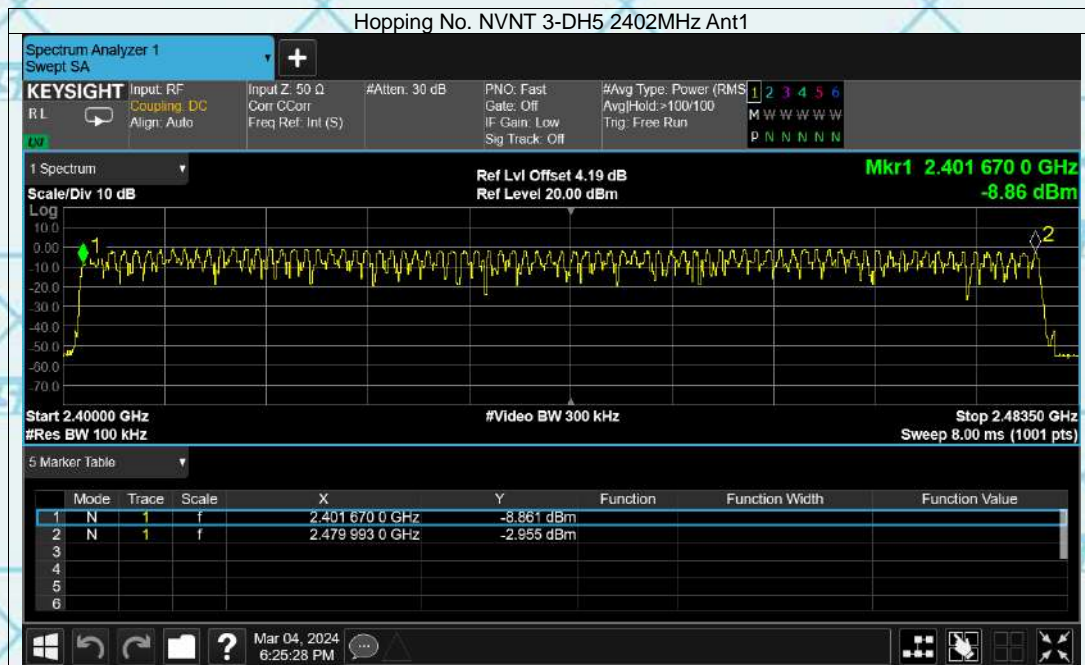 Hopping No. NVNT 3-DH5 2402MHz Ant1
Spectrum Analyzer 1
Swept SA
+
KEYSIGHT
R L
Input: RF
Coupling: DC
Align: Auto
Input Z: 50 Ω
Corr CCorr
Freq Ref: Int (S)
#Atten: 30 dB
PNO: Fast
Gate: Off
IF Gain: Low
Sig Track: Off
#Avg Type: Power (RMS
Avg|Hold:>100/100
Trig: Free Run
1 2 3 4 5 6
M W W W W W
P N N N N N
1 Spectrum
Scale/Div 10 dB
Ref Lvl Offset 4.19 dB
Ref Level 20.00 dBm
Mkr1 2.401 670 0 GHz
-8.86 dBm
Log
10.0
0.00
-10.0
-20.0
-30.0
-40.0
-50.0
-60.0
-70.0
1
2
Start 2.40000 GHz
#Res BW 100 kHz
#Video BW 300 kHz
Stop 2.48350 GHz
Sweep 8.00 ms (1001 pts)
5 Marker Table
Mode Trace Scale X Y Function Function Width Function Value
1 N 1 f 2.401 670 0 GHz -8.861 dBm
2 N 1 f 2.479 993 0 GHz -2.955 dBm
3
4
5
6
?
Mar 04, 2024
6:25:28 PM